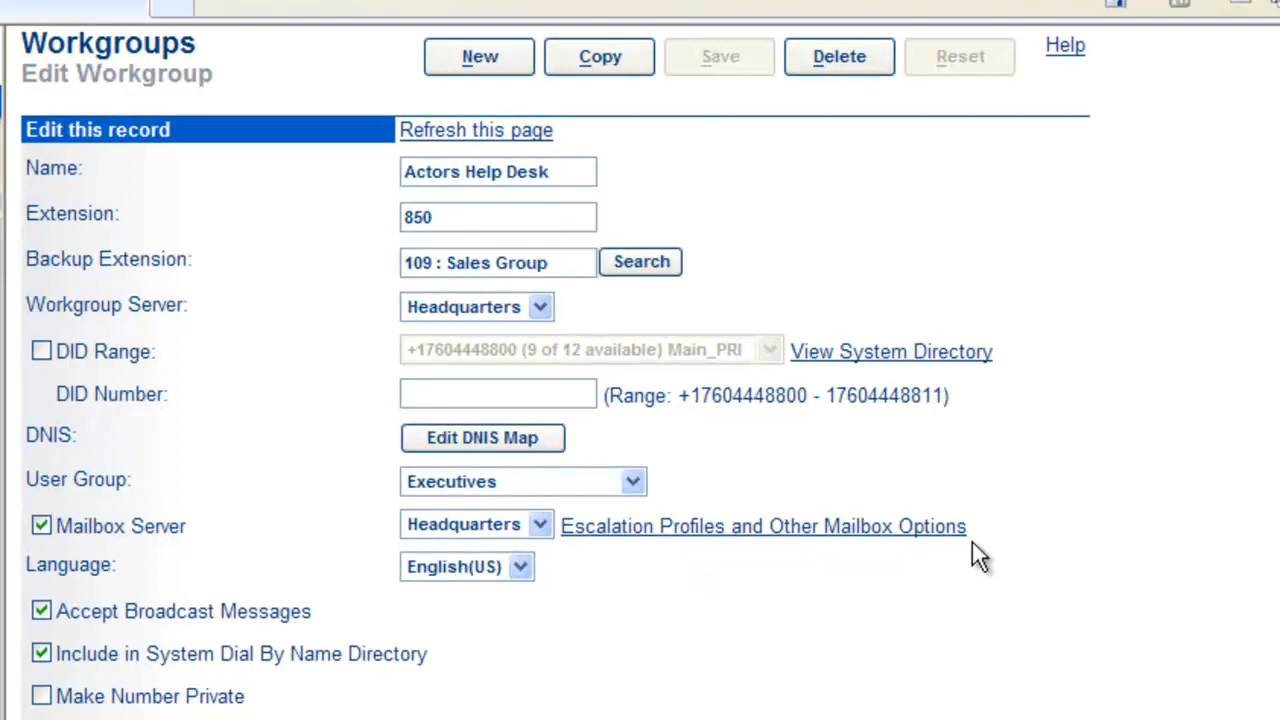 Workgroups
Edit Workgroup
New Copy Save Delete Reset Help
Edit this record Refresh this page
Name: Actors Help Desk
Extension: 850
Backup Extension: 109 : Sales Group Search
Workgroup Server: Headquarters
DID Range: +17604448800 (9 of 12 available) Main_PRI View System Directory
DID Number: (Range: +17604448800 - 17604448811)
DNIS: Edit DNIS Map
User Group: Executives
Mailbox Server Headquarters Escalation Profiles and Other Mailbox Options
Language: English(US)
Accept Broadcast Messages
Include in System Dial By Name Directory
Make Number Private